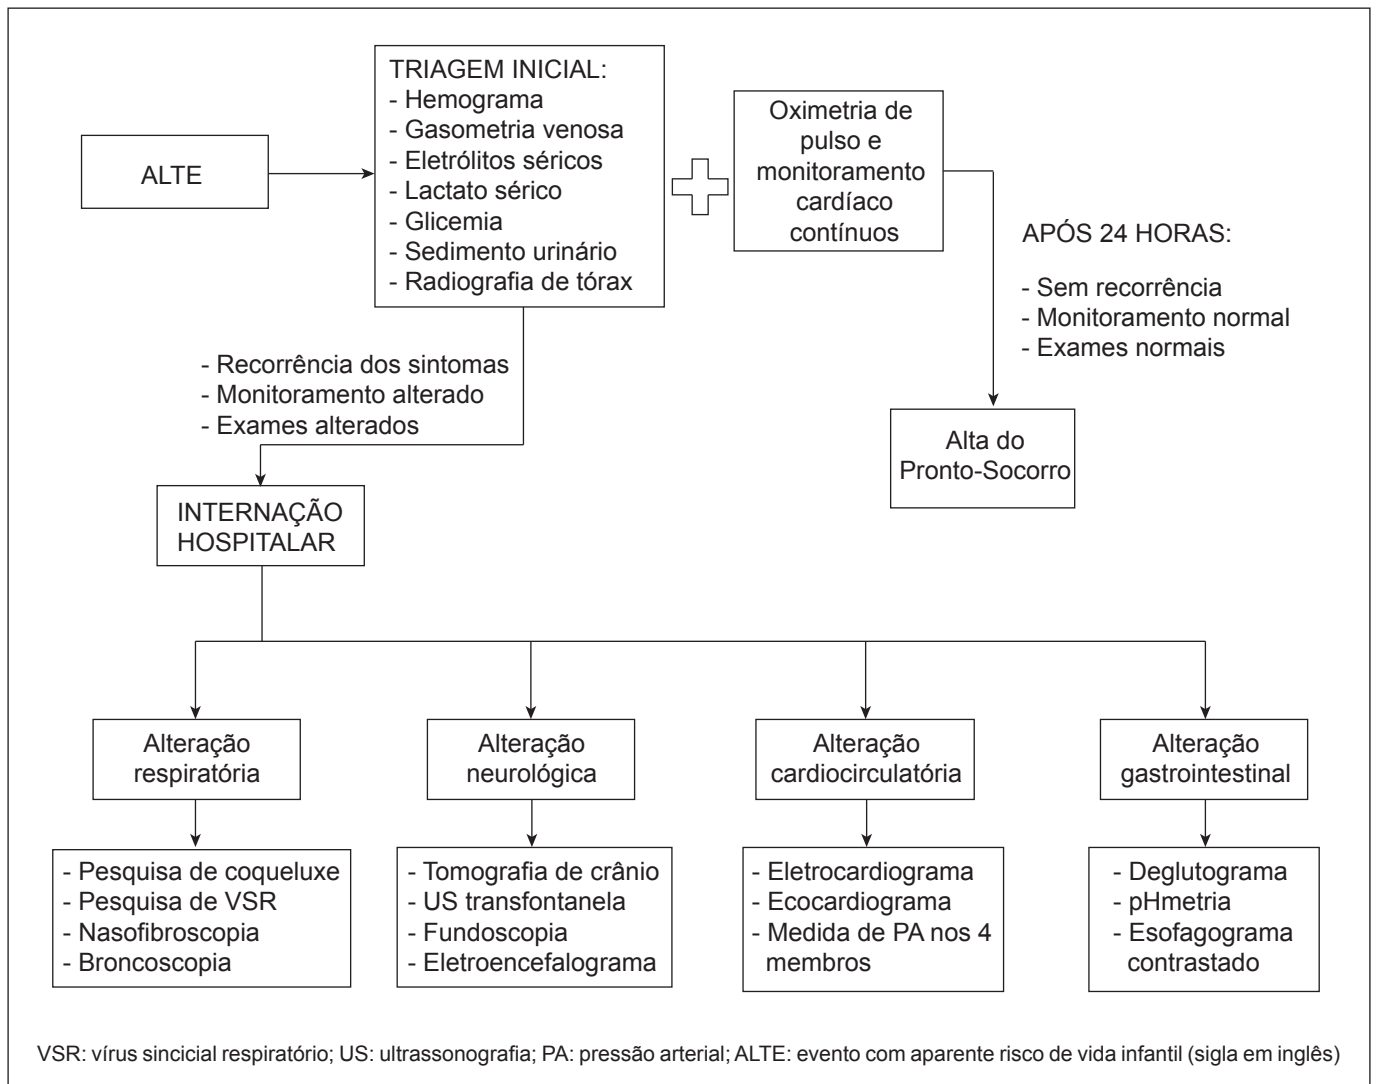 ALTE
TRIAGEM INICIAL:
- Hemograma
- Gasometria venosa
- Eletrólitos séricos
- Lactato sérico
- Glicemia
- Sedimento urinário
- Radiografia de tórax
Oximetria de
pulso e
monitoramento
cardíaco
contínuos
APÓS 24 HORAS:
- Sem recorrência
- Monitoramento normal
- Exames normais
Alta do
Pronto-Socorro
- Recorrência dos sintomas
- Monitoramento alterado
- Exames alterados
INTERNAÇÃO
HOSPITALAR
Alteração
respiratória
Alteração
neurológica
Alteração
cardiocirculatória
Alteração
gastrointestinal
- Pesquisa de coqueluxe
- Pesquisa de VSR
- Nasofibroscopia
- Broncoscopia
- Tomografia de crânio
- US transfontanela
- Fundoscopia
- Eletroencefalograma
- Eletrocardiograma
- Ecocardiograma
- Medida de PA nos 4
membros
- Deglutograma
- pHmetria
- Esofagograma
contrastado
VSR: vírus sincicial respiratório; US: ultrassonografia; PA: pressão arterial; ALTE: evento com aparente risco de vida infantil (sigla em inglês)